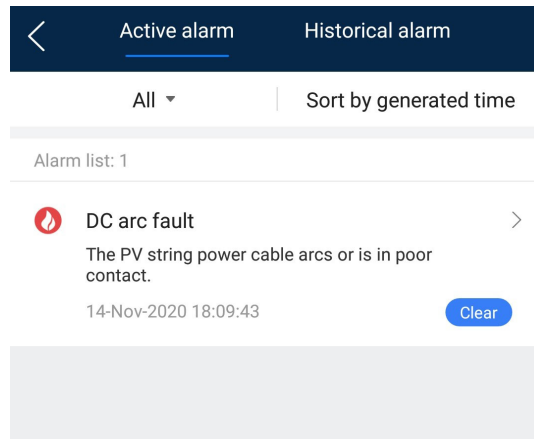 Active alarm Historical alarm
All Sort by generated time
Alarm list: 1
DC arc fault
The PV string power cable arcs or is in poor
contact.
14-Nov-2020 18:09:43 Clear